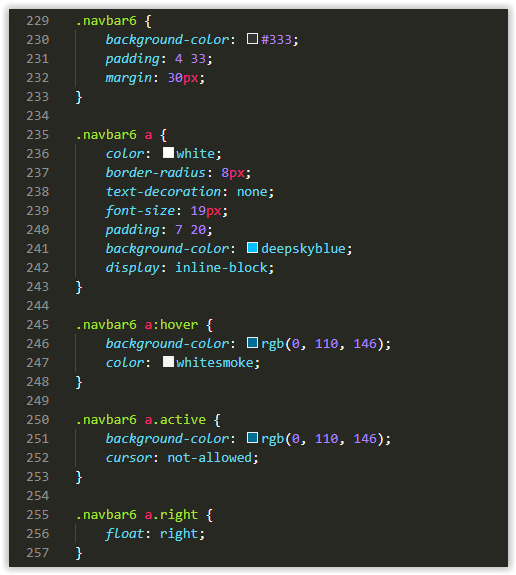 229 .navbar6 {
230 background-color: #333;
231 padding: 4 33;
232 margin: 30px;
233 }
234
235 .navbar6 a {
236 color: white;
237 border-radius: 8px;
238 text-decoration: none;
239 font-size: 19px;
240 padding: 7 20;
241 background-color: deepskyblue;
242 display: inline-block;
243 }
244
245 .navbar6 a:hover {
246 background-color: rgb(0, 110, 146);
247 color: whitesmoke;
248 }
249
250 .navbar6 a.active {
251 background-color: rgb(0, 110, 146);
252 cursor: not-allowed;
253 }
254
255 .navbar6 a.right {
256 float: right;
257 }